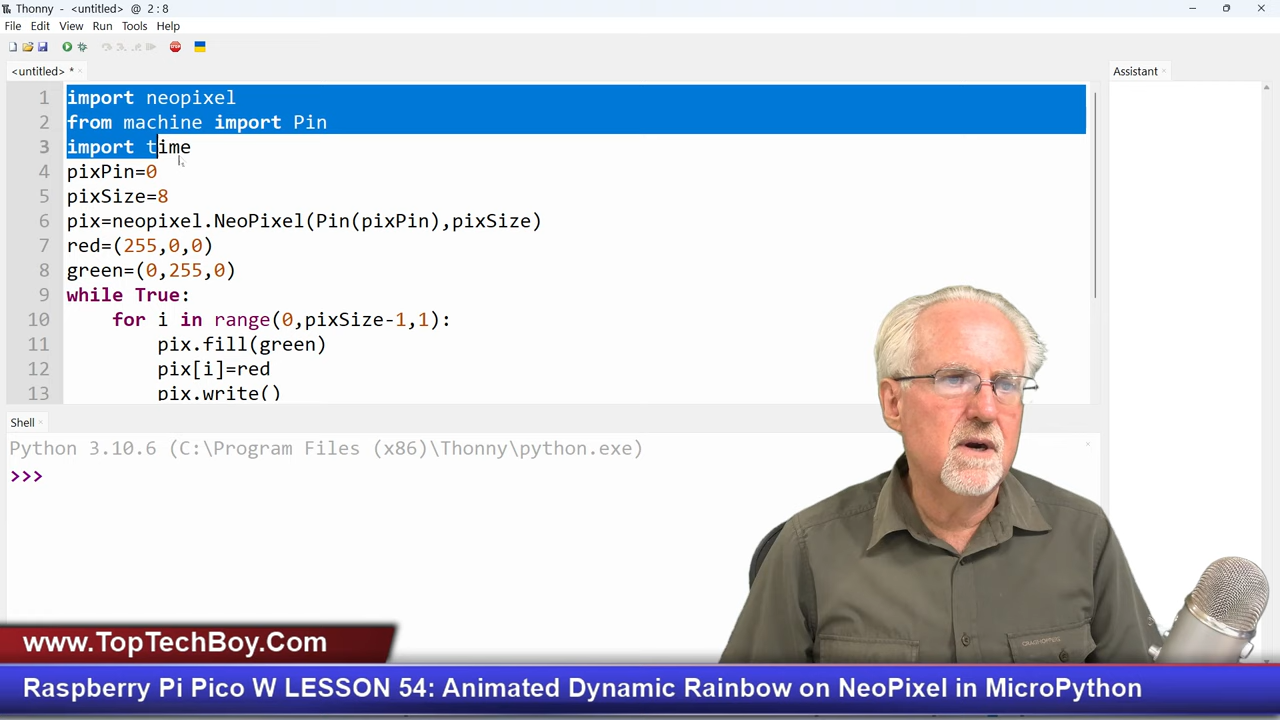 Thonny - <untitled> @ 2:8
File Edit View Run Tools Help
<untitled> *
Assistant
1 import neopixel
2 from machine import Pin
3 import time
4 pixPin=0
5 pixSize=8
6 pix=neopixel.NeoPixel(Pin(pixPin),pixSize)
7 red=(255,0,0)
8 green=(0,255,0)
9 while True:
10 for i in range(0,pixSize-1,1):
11 pix.fill(green)
12 pix[i]=red
13 pix.write()
Shell
Python 3.10.6 (C:\Program Files (x86)\Thonny\python.exe)
>>>
www.TopTechBoy.Com
Raspberry Pi Pico W LESSON 54: Animated Dynamic Rainbow on NeoPixel in MicroPython